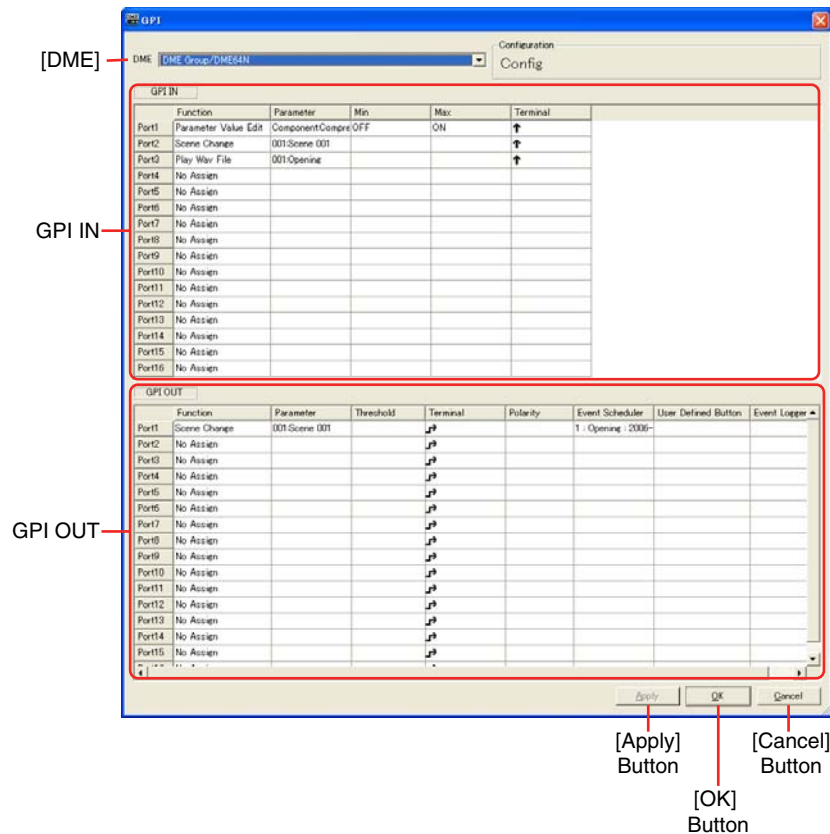 GPI
[DME]
DME DME Group/DME64N
Configuration
Config
GPI IN
GPI IN
Function Parameter Min Max Terminal
Port1 Parameter Value Edit Component:Compre OFF ON ↑
Port2 Scene Change 001:Scene 001 ↑
Port3 Play Wav File 001:Opening ↑
Port4 No Assign
Port5 No Assign
Port6 No Assign
Port7 No Assign
Port8 No Assign
Port9 No Assign
Port10 No Assign
Port11 No Assign
Port12 No Assign
Port13 No Assign
Port14 No Assign
Port15 No Assign
Port16 No Assign
GPI OUT
GPI OUT
Function Parameter Threshold Terminal Polarity Event Scheduler User Defined Button Event Logger
Port1 Scene Change 001:Scene 001 1 : Opening : 2006-
Port2 No Assign
Port3 No Assign
Port4 No Assign
Port5 No Assign
Port6 No Assign
Port7 No Assign
Port8 No Assign
Port9 No Assign
Port10 No Assign
Port11 No Assign
Port12 No Assign
Port13 No Assign
Port14 No Assign
Port15 No Assign
Apply OK Cancel
[Apply]
Button
[OK]
Button
[Cancel]
Button